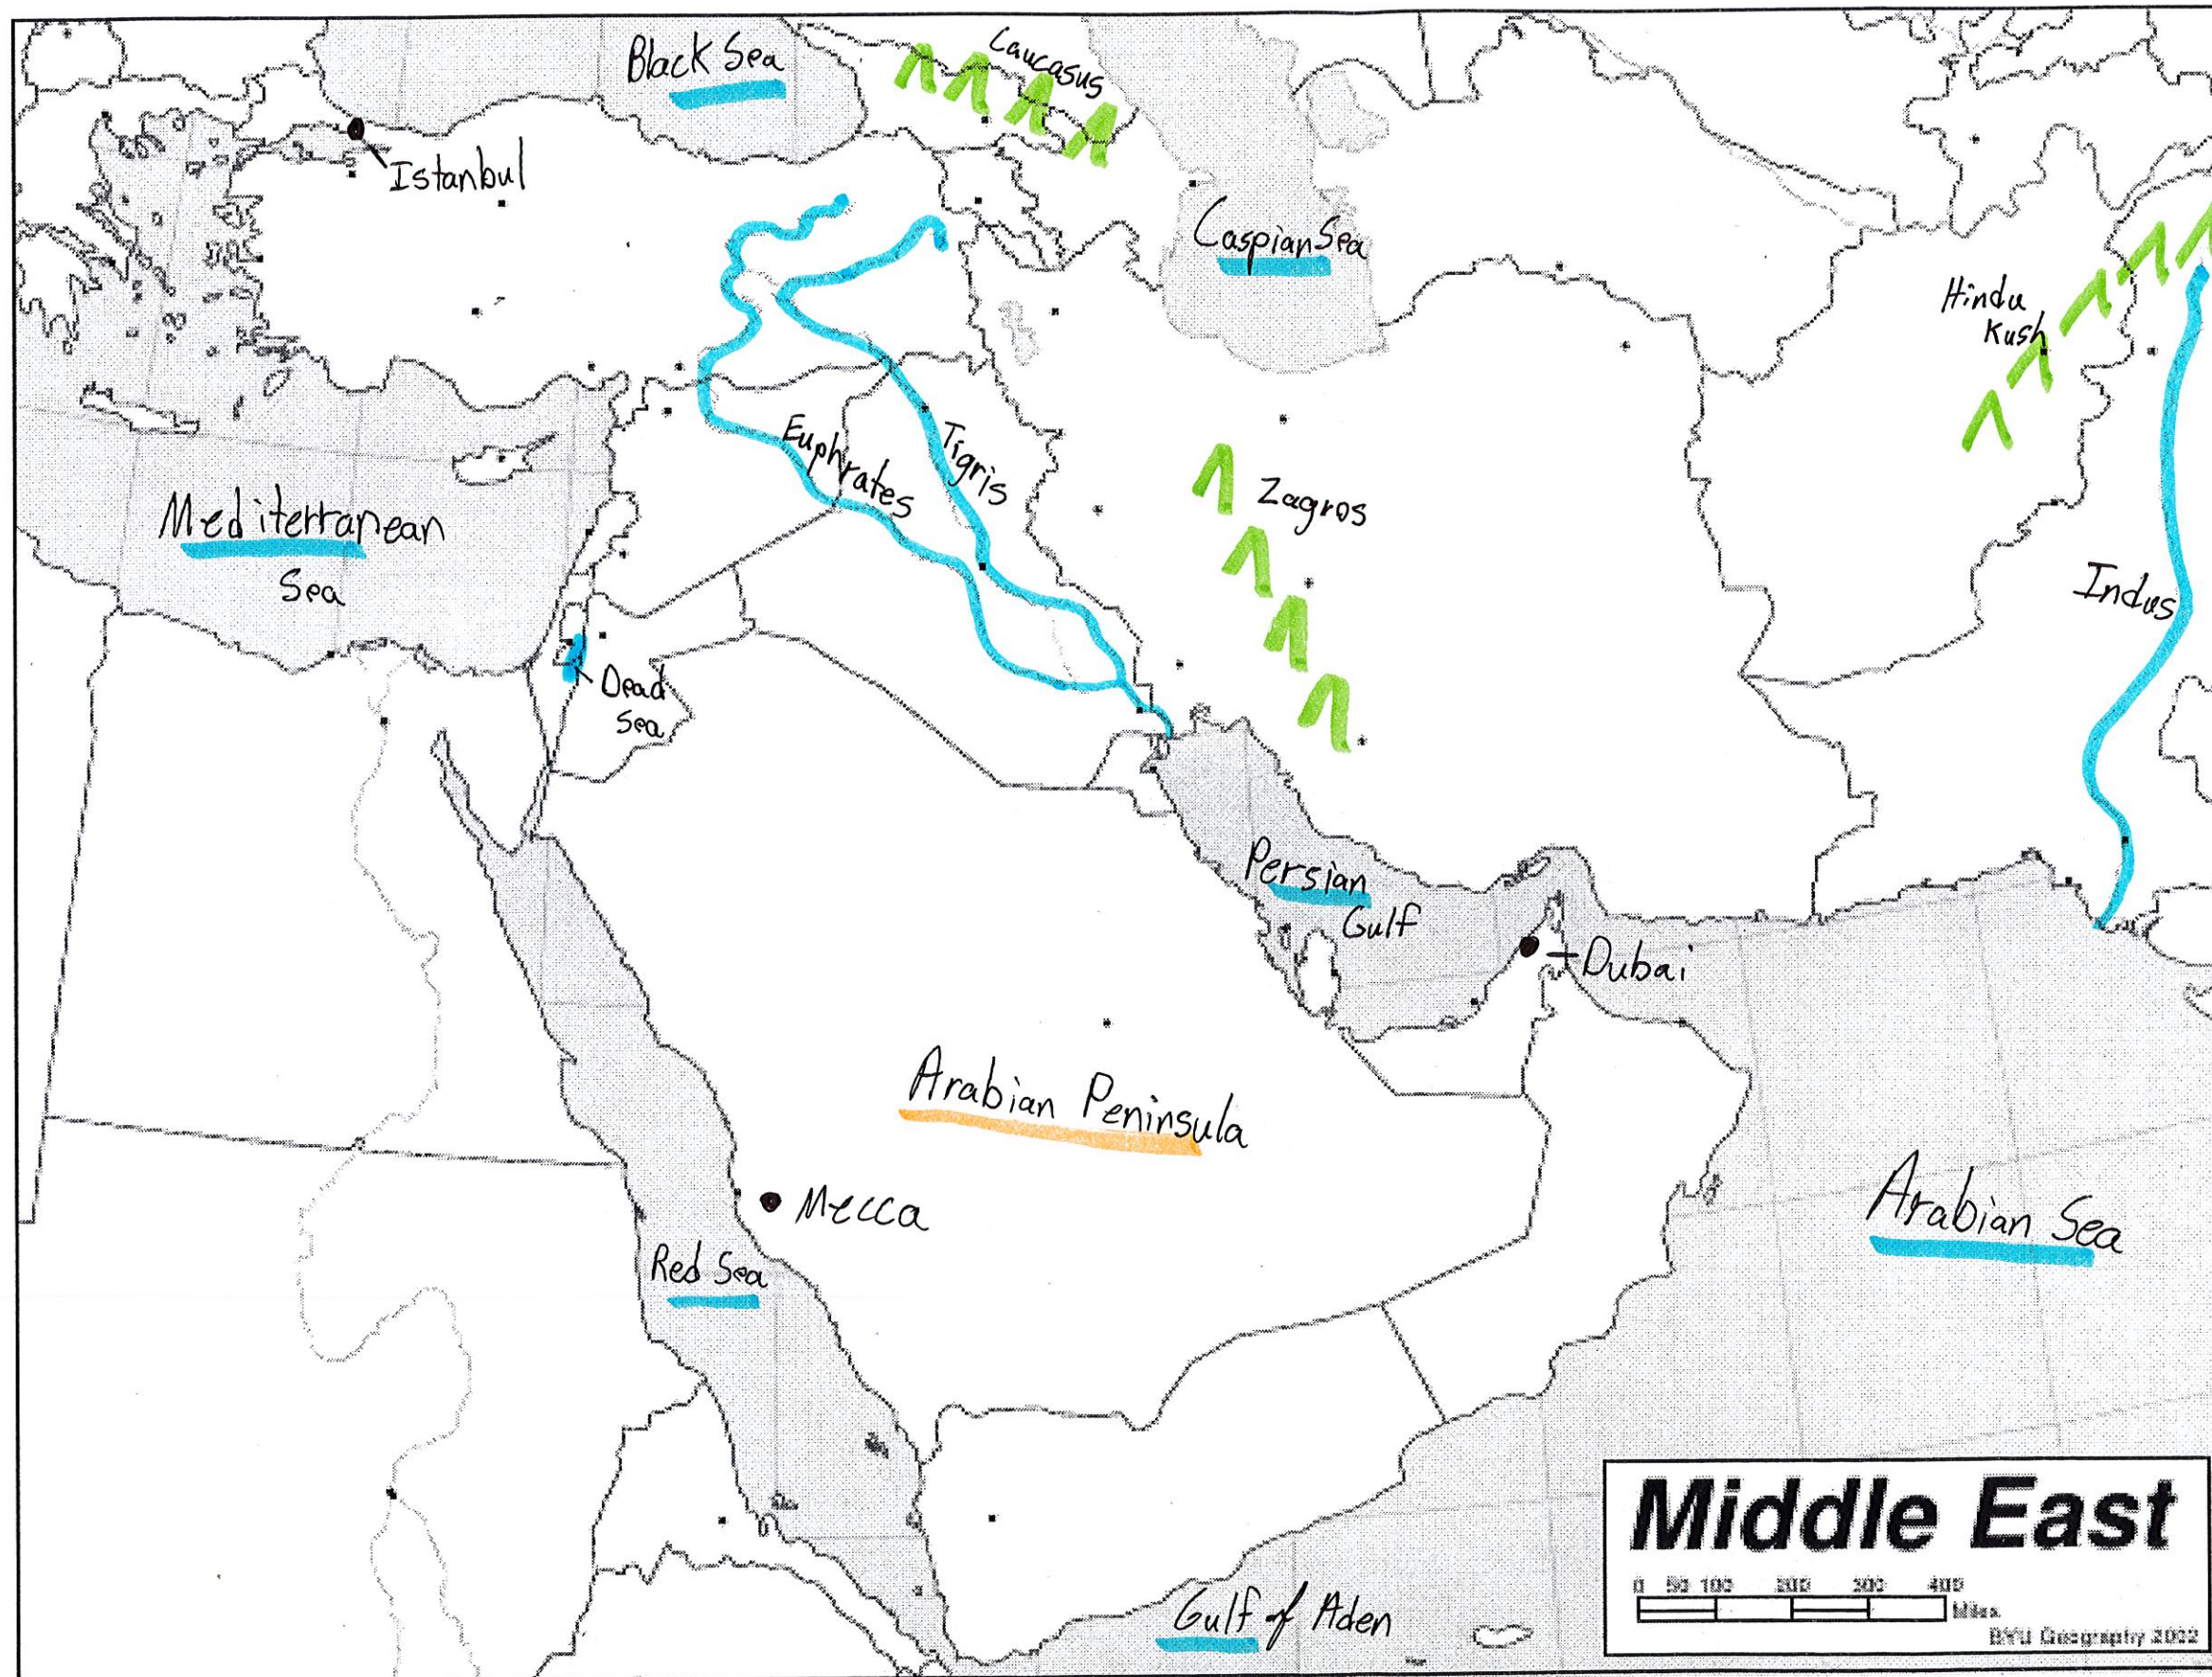 Black Sea
Caucasus
Istanbul
Caspian Sea
Hindu
Kush
Euphrates
Tigris
Zagros
Mediterranean
Sea
Indus
Dead
Sea
Persian
Gulf
Dubai
Arabian Peninsula
Mecca
Arabian Sea
Red Sea
Gulf of Aden
Middle East
0 50 100 200 300 400
Miles
BYU Geography 2002